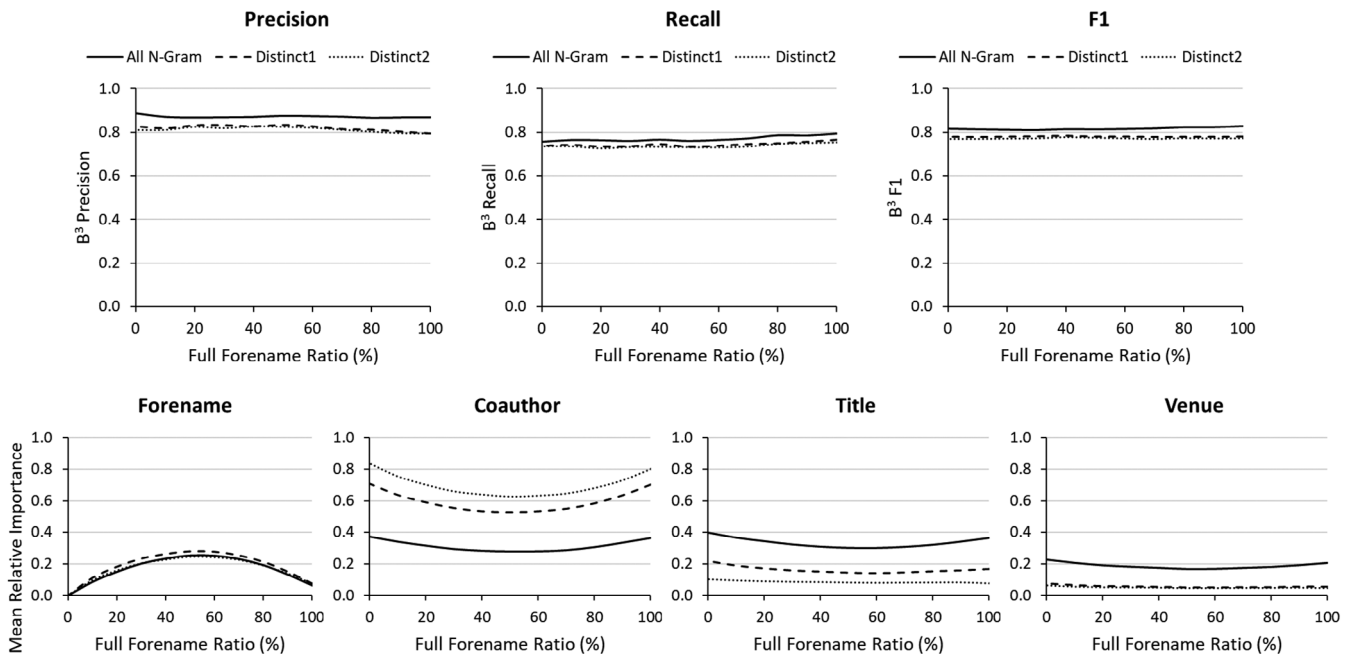 Precision
Recall
F1
All N-Gram Distinct1 Distinct2
All N-Gram Distinct1 Distinct2
All N-Gram Distinct1 Distinct2
B³ Precision
1.0
0.8
0.6
0.4
0.2
0.0
0 20 40 60 80 100
Full Forename Ratio (%)
B³ Recall
1.0
0.8
0.6
0.4
0.2
0.0
0 20 40 60 80 100
Full Forename Ratio (%)
B³ F1
1.0
0.8
0.6
0.4
0.2
0.0
0 20 40 60 80 100
Full Forename Ratio (%)
Forename
Mean Relative Importance
1.0
0.8
0.6
0.4
0.2
0.0
0 20 40 60 80 100
Full Forename Ratio (%)
Coauthor
1.0
0.8
0.6
0.4
0.2
0.0
0 20 40 60 80 100
Full Forename Ratio (%)
Title
1.0
0.8
0.6
0.4
0.2
0.0
0 20 40 60 80 100
Full Forename Ratio (%)
Venue
1.0
0.8
0.6
0.4
0.2
0.0
0 20 40 60 80 100
Full Forename Ratio (%)